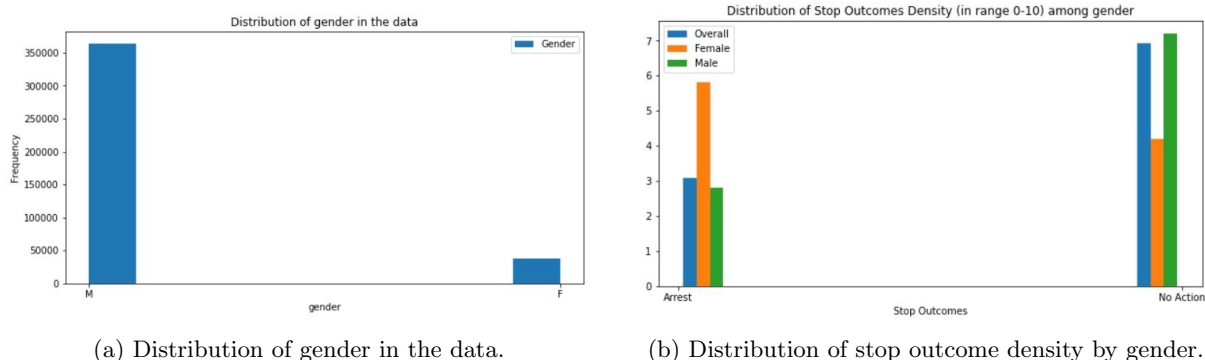 Distribution of gender in the data
Gender
350000
300000
250000
200000
150000
100000
50000
0
Frequency
M
F
gender
(a) Distribution of gender in the data.
Distribution of Stop Outcomes Density (in range 0-10) among gender
Overall
Female
Male
7
6
5
4
3
2
1
0
Arrest
No Action
Stop Outcomes
(b) Distribution of stop outcome density by gender.